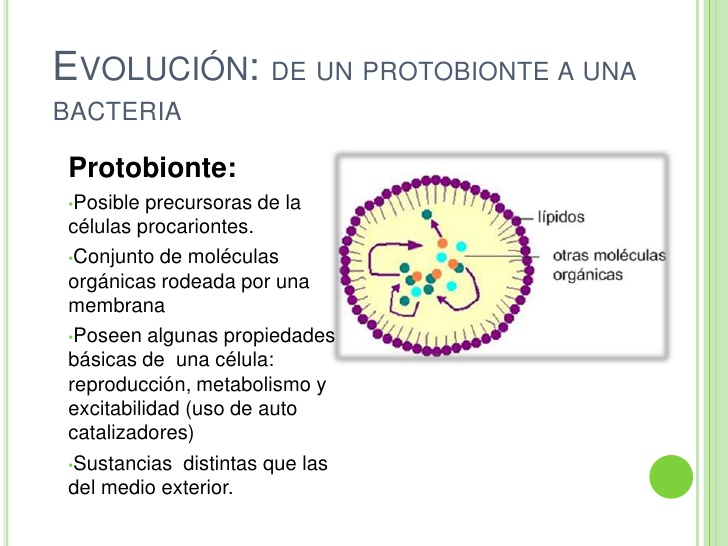 EVOLUCIÓN: DE UN PROTOBIONTE A UNA
BACTERIA
Protobionte:
•Posible precursoras de la
células procariontes.
•Conjunto de moléculas
orgánicas rodeada por una
membrana
•Poseen algunas propiedades
básicas de una célula:
reproducción, metabolismo y
excitabilidad (uso de auto
catalizadores)
•Sustancias distintas que las
del medio exterior.
lípidos
otras moléculas
orgánicas